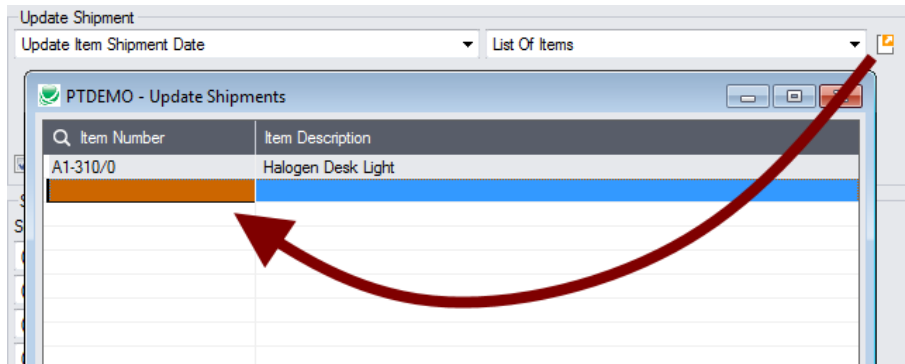 Update Shipment
Update Item Shipment Date List Of Items
PTDEMO - Update Shipments
Item Number Item Description
A1-310/0 Halogen Desk Light